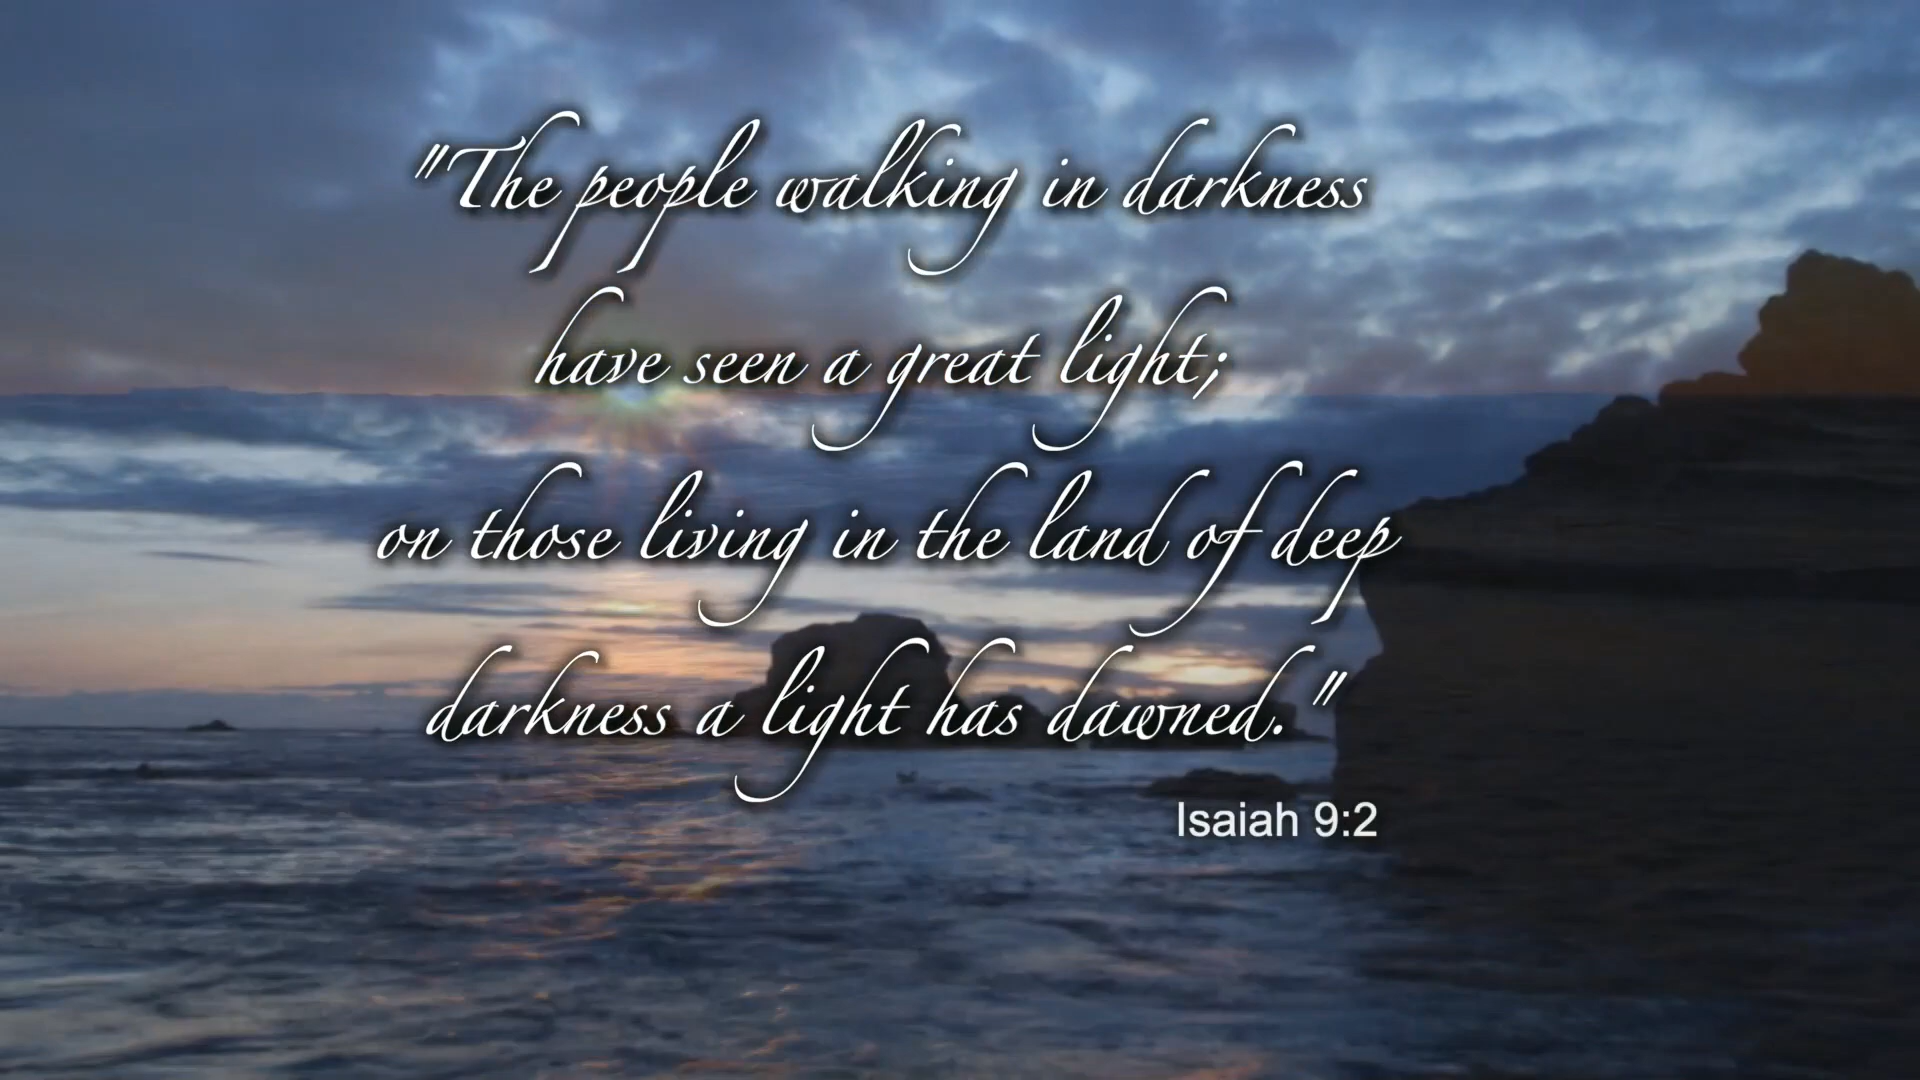 "The people walking in darkness
have seen a great light;
on those living in the land of deep
darkness a light has dawned."
Isaiah 9:2